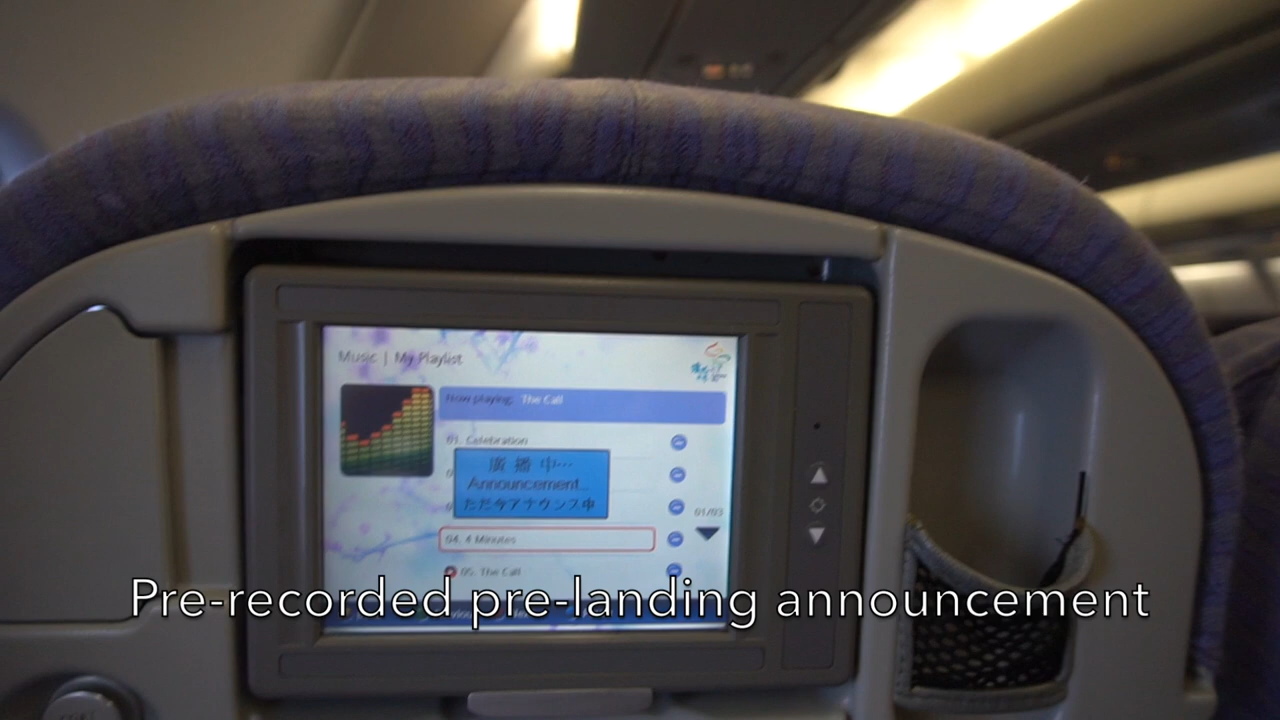 Music | My Playlist
Now playing: The Call
01. Celebration
廣 播 中…
Announcement
ただ今アナウンス中
01/03
04. 4 Minutes
05. The Call
Pre-recorded pre-landing announcement